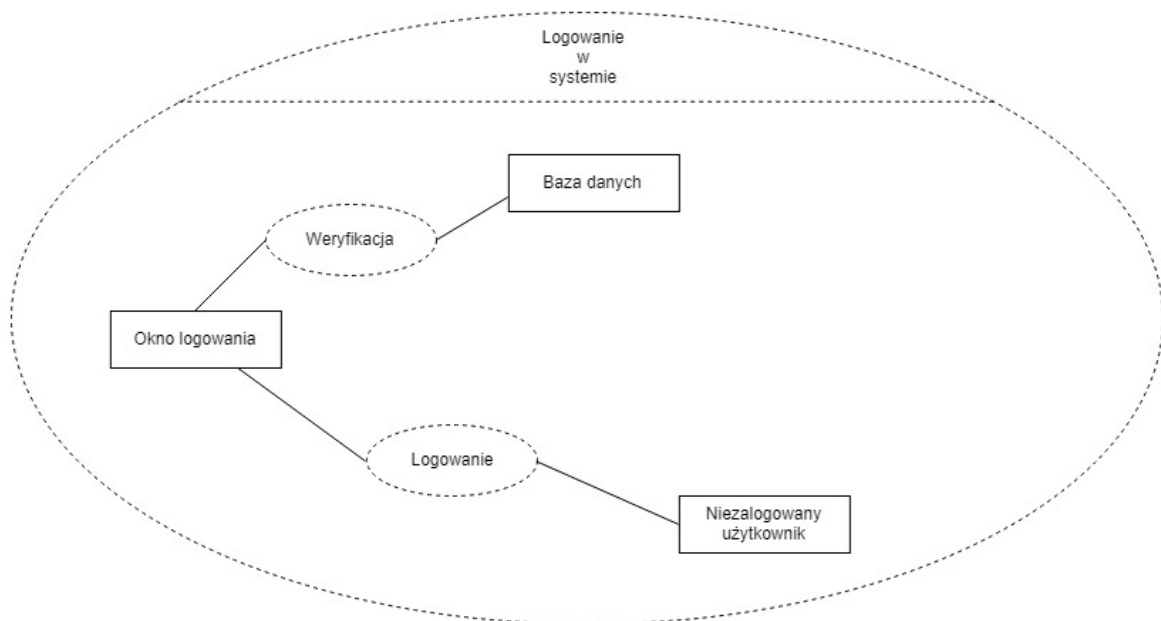 Logowanie
w
systemie
Baza danych
Weryfikacja
Okno logowania
Logowanie
Niezalogowany
użytkownik